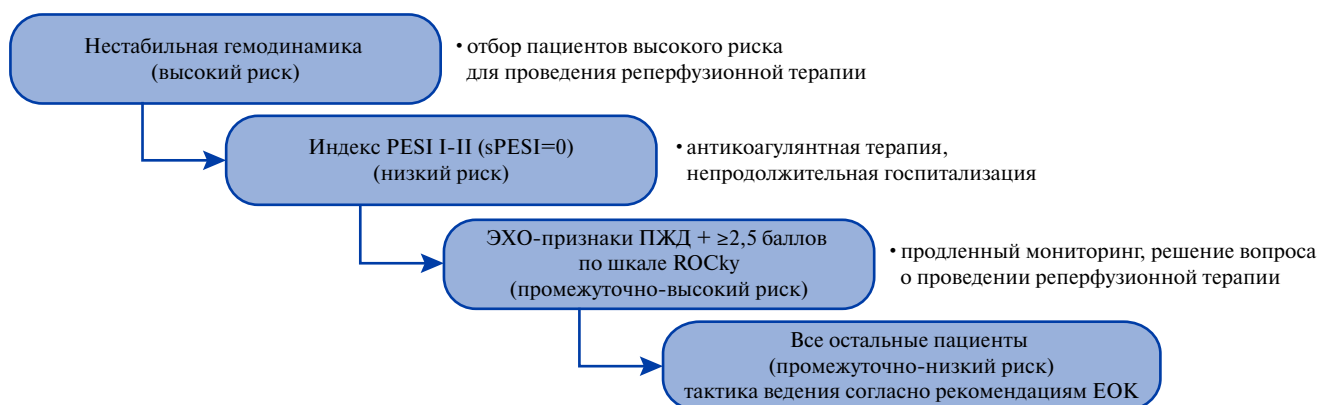 Нестабильная гемодинамика
(высокий риск)
• отбор пациентов высокого риска
для проведения реперфузионной терапии
Индекс PESI I-II (sPESI=0)
(низкий риск)
• антикоагулянтная терапия,
непродолжительная госпитализация
ЭХО-признаки ПЖД + ≥2,5 баллов
по шкале ROCky
(промежуточно-высокий риск)
• продленный мониторинг, решение вопроса
о проведении реперфузионной терапии
Все остальные пациенты
(промежуточно-низкий риск)
тактика ведения согласно рекомендациям ЕОК